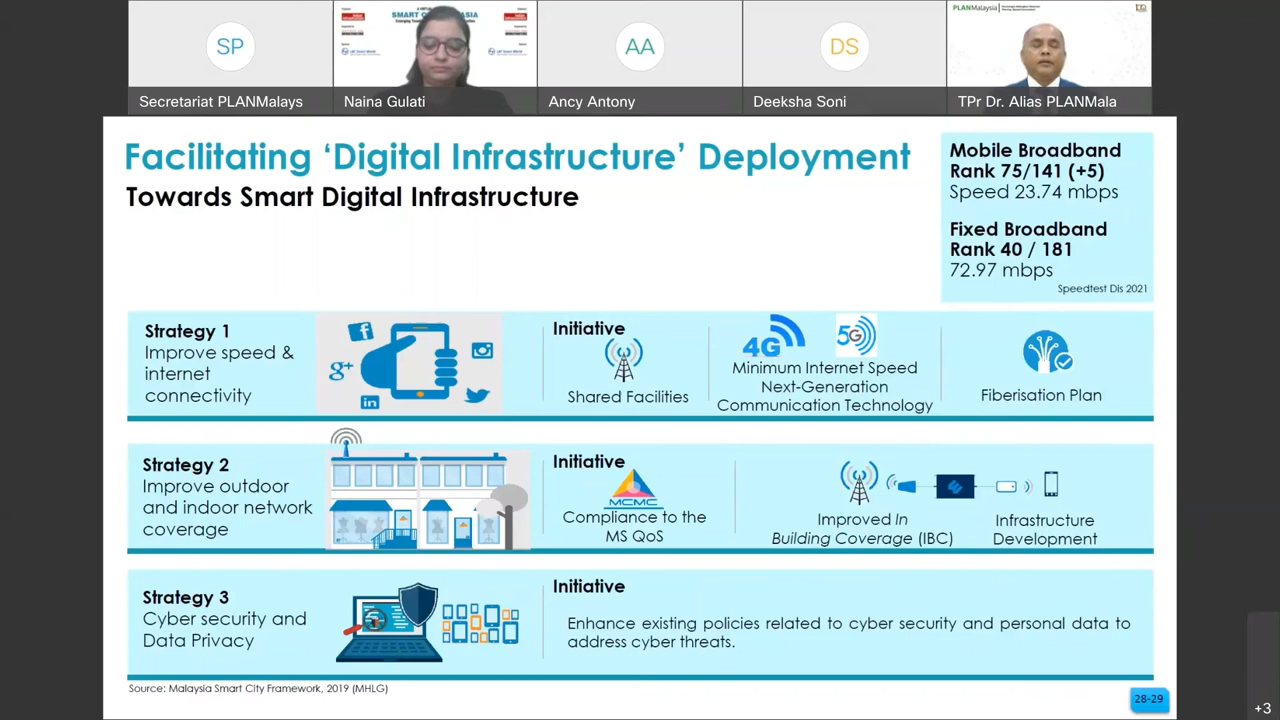 SP
Secretariat PLANMalays
SMART
Naina Gulati
AA
Ancy Antony
DS
Deeksha Soni
PLANMalaysia
TPr Dr. Alias PLANMala
Facilitating ‘Digital Infrastructure’ Deployment
Towards Smart Digital Infrastructure
Mobile Broadband
Rank 75/141 (+5)
Speed 23.74 mbps
Fixed Broadband
Rank 40 / 181
72.97 mbps
Speedtest Dis 2021
Strategy 1
Improve speed &
internet
connectivity
f
g+
in
Initiative
Shared Facilities
4G
5G
Minimum Internet Speed
Next-Generation
Communication Technology
Fiberisation Plan
Strategy 2
Improve outdoor
and indoor network
coverage
Initiative
MCMC
Compliance to the
MS QoS
Improved In
Building Coverage (IBC)
Infrastructure
Development
Strategy 3
Cyber security and
Data Privacy
Initiative
Enhance existing policies related to cyber security and personal data to
address cyber threats.
Source: Malaysia Smart City Framework, 2019 (MHLG)
28-29
+3